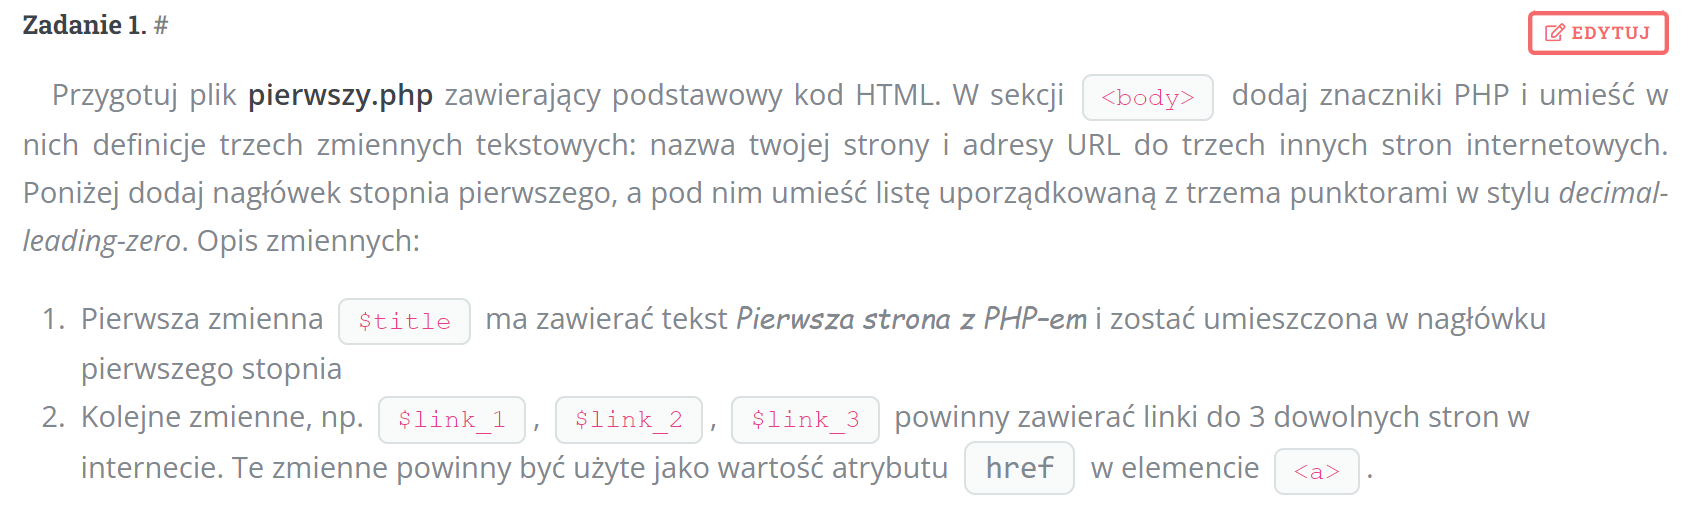 Zadanie 1. #
EDYTUJ
Przygotuj plik pierwszy.php zawierający podstawowy kod HTML. W sekcji <body> dodaj znaczniki PHP i umieść w
nich definicje trzech zmiennych tekstowych: nazwa twojej strony i adresy URL do trzech innych stron internetowych.
Poniżej dodaj nagłówek stopnia pierwszego, a pod nim umieść listę uporządkowaną z trzema punktorami w stylu decimal-
leading-zero. Opis zmiennych:
1. Pierwsza zmienna $title ma zawierać tekst Pierwsza strona z PHP-em i zostać umieszczona w nagłówku
pierwszego stopnia
2. Kolejne zmienne, np. $link_1 , $link_2 , $link_3 powinny zawierać linki do 3 dowolnych stron w
internecie. Te zmienne powinny być użyte jako wartość atrybutu href w elemencie <a> .